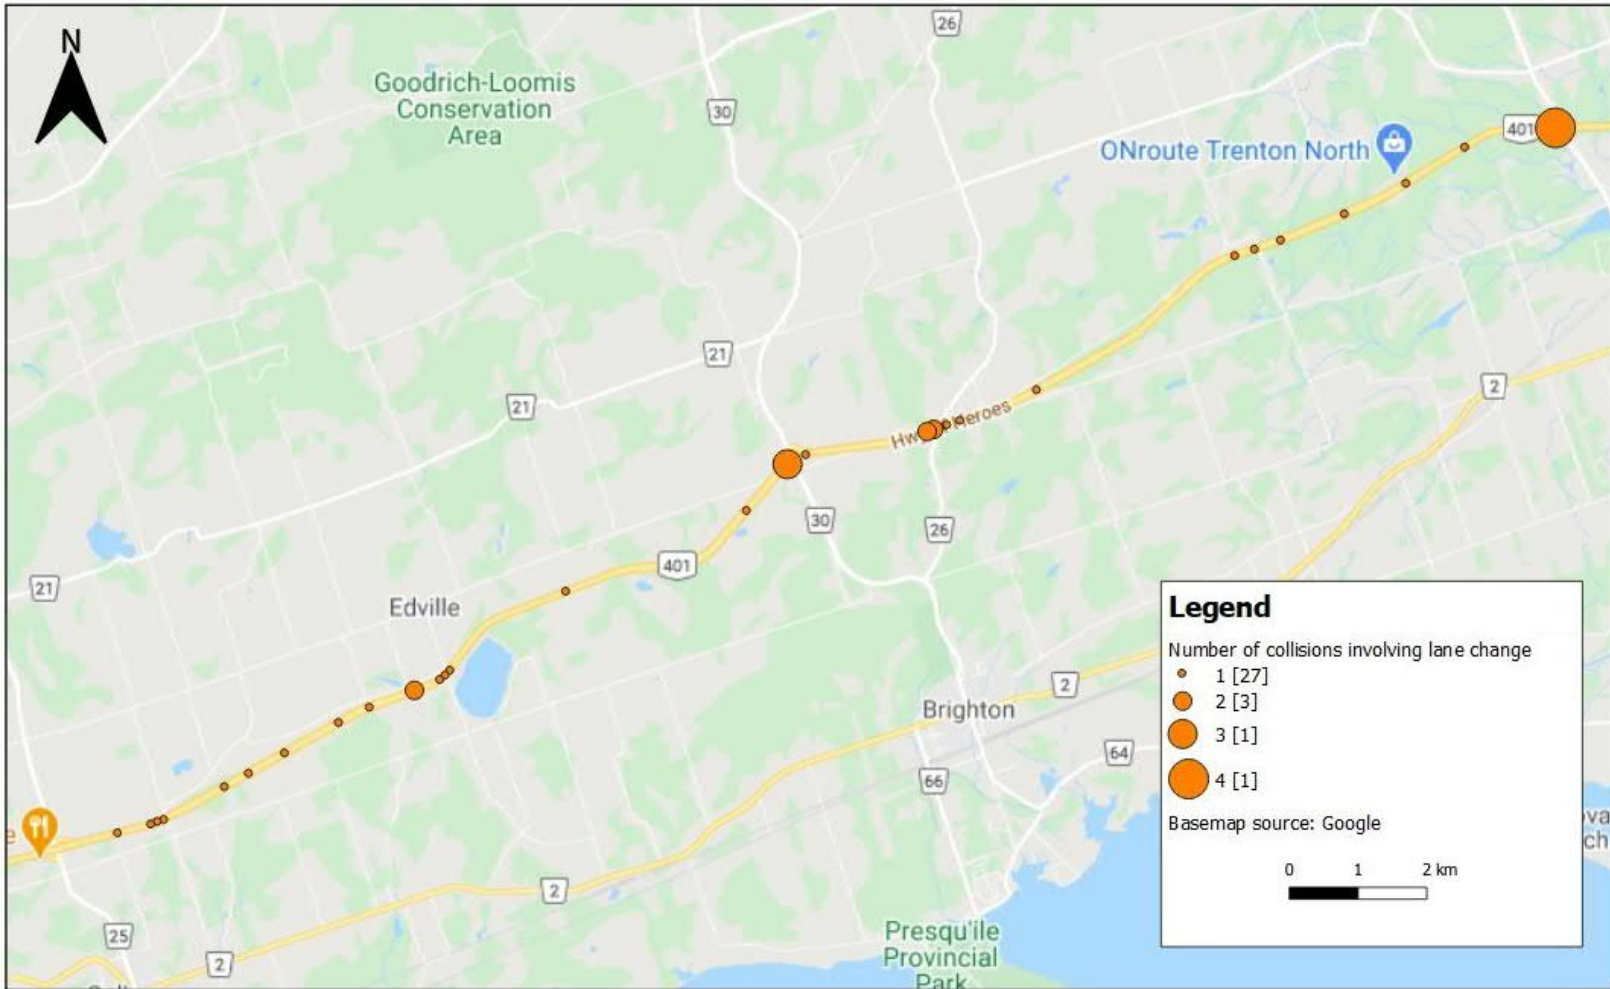 N
26
Goodrich-Loomis
Conservation
Area
30
401
ONroute Trenton North
21
21
2
Heroes
30
26
401
21
Edville
Legend
Number of collisions involving lane change
1 [27]
2 [3]
3 [1]
4 [1]
Basemap source: Google
0 1 2 km
2
Brighton
64
66
2
25
2
Presqu'ile
Provincial
Park